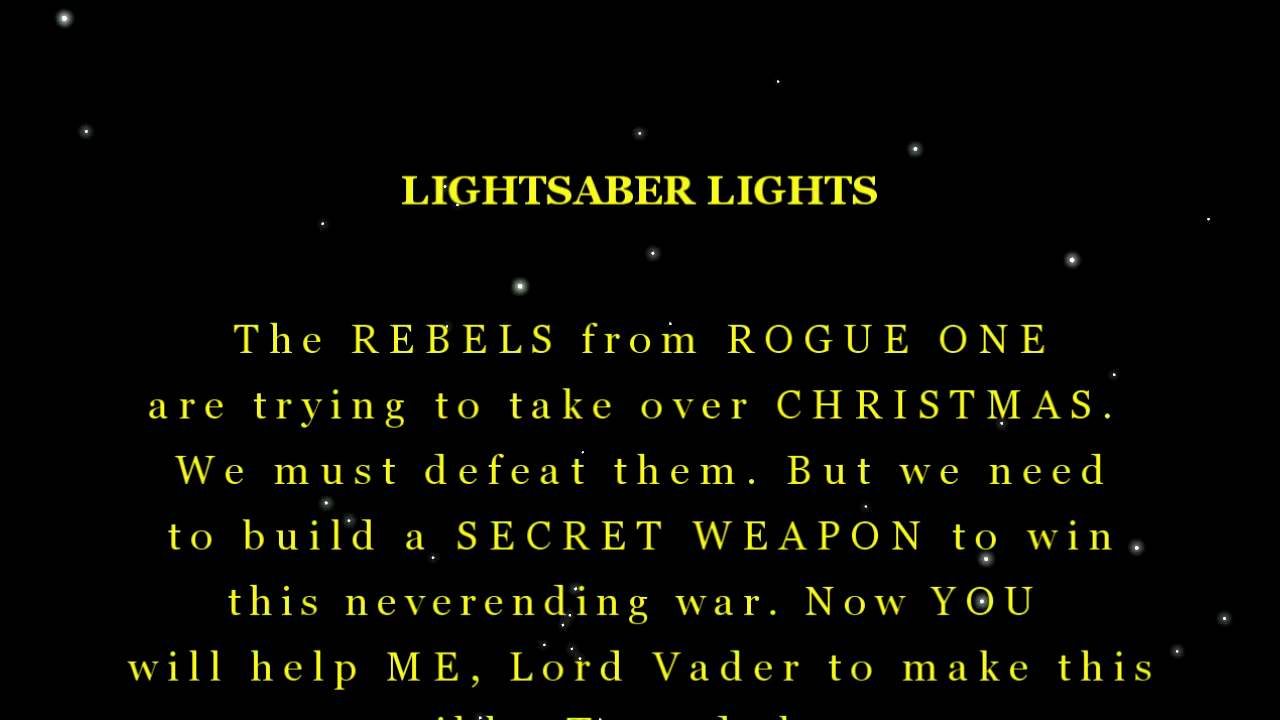 LIGHTSABER LIGHTS
The REBELS from ROGUE ONE
are trying to take over CHRISTMAS.
We must defeat them. But we need
to build a SECRET WEAPON to win
this neverending war. Now YOU
will help ME, Lord Vader to make this